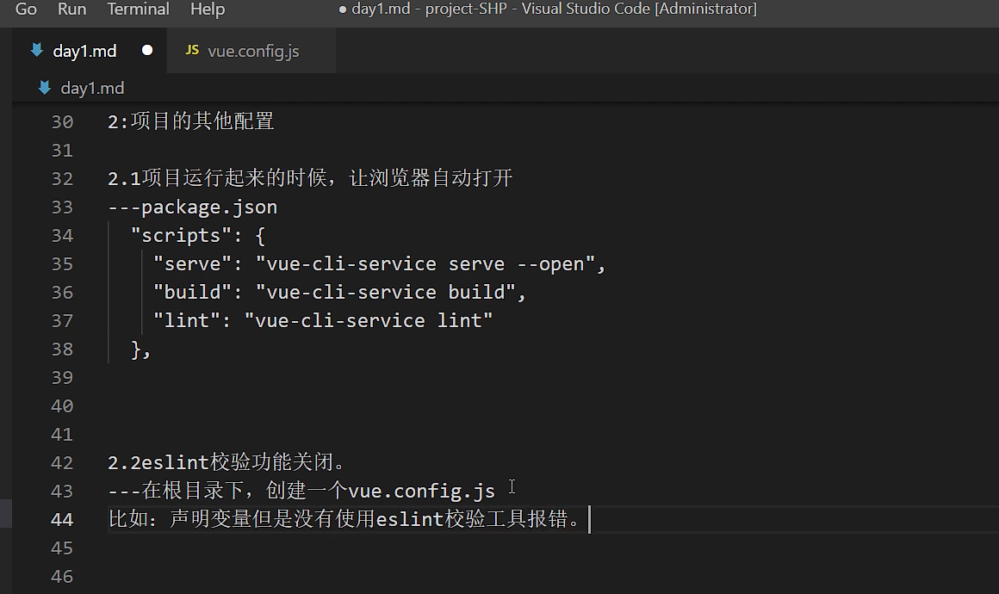 Go Run Terminal Help ● day1.md - project-SHP - Visual Studio Code [Administrator]
day1.md ● JS vue.config.js
day1.md
30 2:项目的其他配置
31
32 2.1项目运行起来的时候，让浏览器自动打开
33 ---package.json
34 "scripts": {
35 "serve": "vue-cli-service serve --open",
36 "build": "vue-cli-service build",
37 "lint": "vue-cli-service lint"
38 },
39
40
41
42 2.2eslint校验功能关闭。
43 ---在根目录下，创建一个vue.config.js
44 比如：声明变量但是没有使用eslint校验工具报错。
45
46